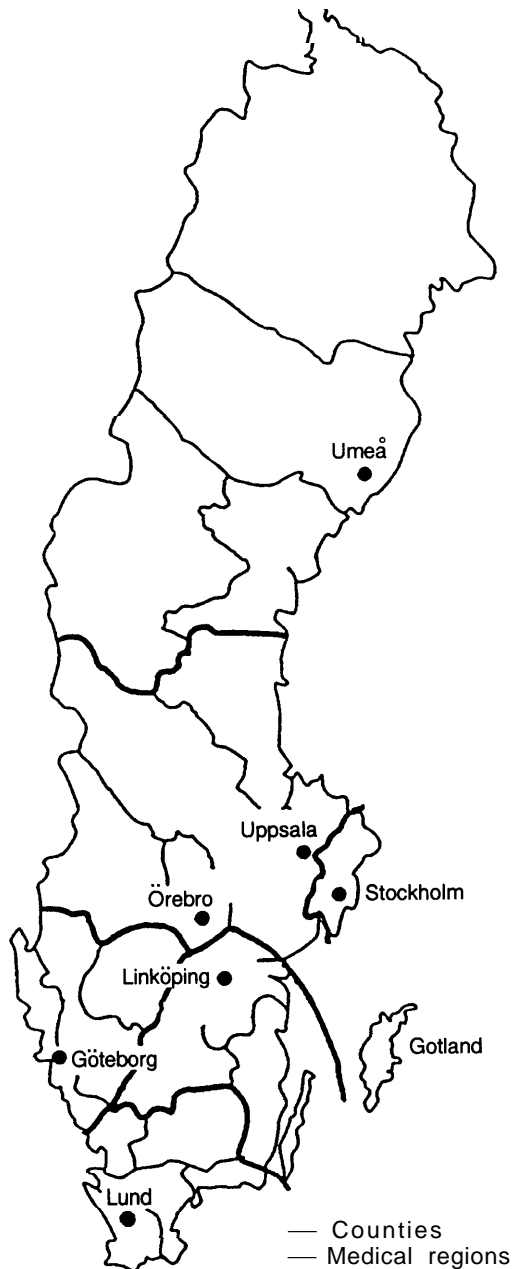 Umeå
Uppsala
Stockholm
Örebro
Linköping
Göteborg
Gotland
Lund
— Counties
— Medical regions